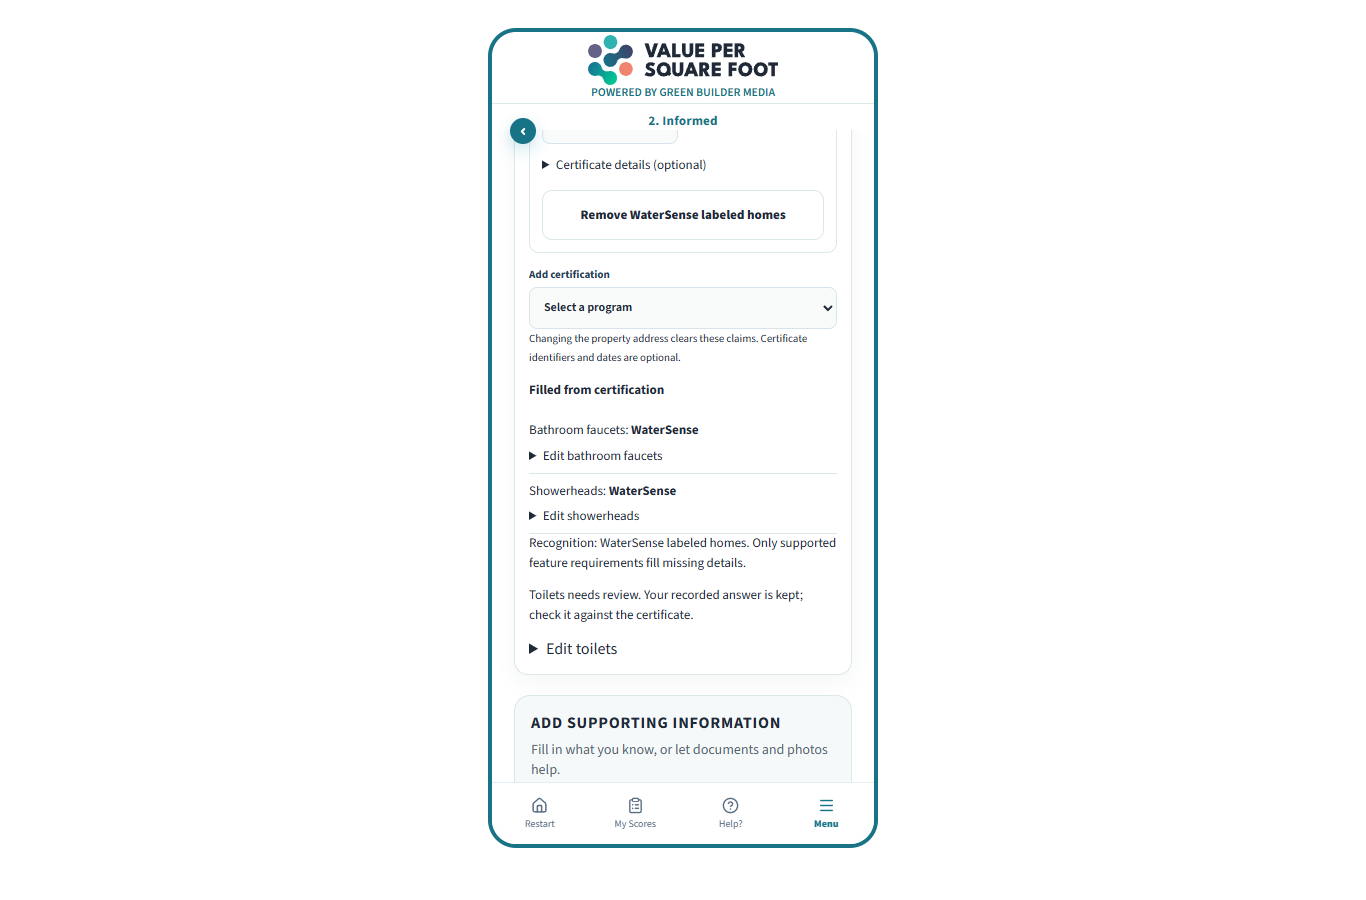 VALUE PER
SQUARE FOOT
POWERED BY GREEN BUILDER MEDIA
2. Informed
Certificate details (optional)
Remove WaterSense labeled homes
Add certification
Select a program
Changing the property address clears these claims. Certificate
identifiers and dates are optional.
Filled from certification
Bathroom faucets: WaterSense
Edit bathroom faucets
Showerheads: WaterSense
Edit showerheads
Recognition: WaterSense labeled homes. Only supported
feature requirements fill missing details.
Toilets needs review. Your recorded answer is kept;
check it against the certificate.
Edit toilets
ADD SUPPORTING INFORMATION
Fill in what you know, or let documents and photos
help.
Restart
My Scores
Help?
Menu